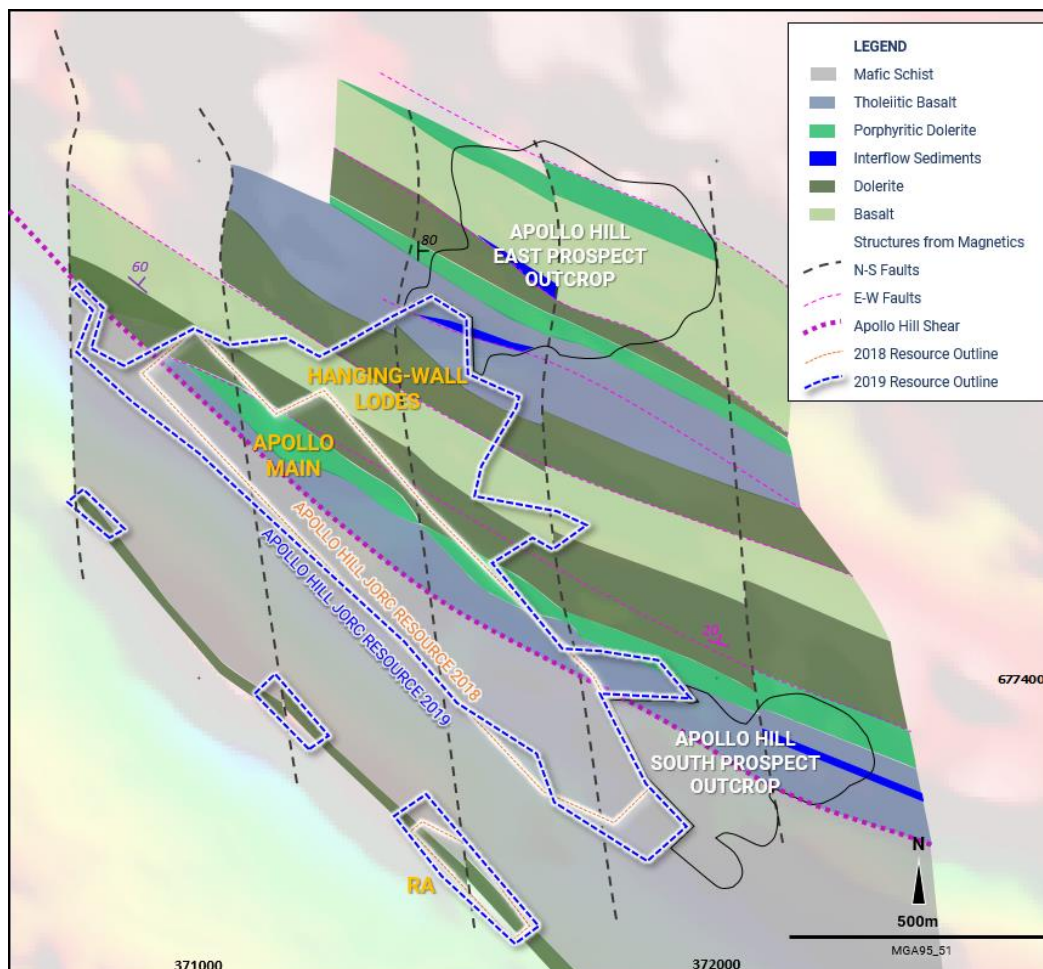 LEGEND
Mafic Schist
Tholeiitic Basalt
Porphyritic Dolerite
Interflow Sediments
Dolerite
Basalt
Structures from Magnetics
N-S Faults
E-W Faults
Apollo Hill Shear
2018 Resource Outline
2019 Resource Outline
APOLLO HILL
EAST PROSPECT
OUTCROP
80
60
HANGING-WALL
LODES
APOLLO
MAIN
APOLLO HILL JORC RESOURCE 2018
APOLLO HILL JORC RESOURCE 2019
20
677400
APOLLO HILL
SOUTH PROSPECT
OUTCROP
RA
N
500m
MGA95_51
371000
372000